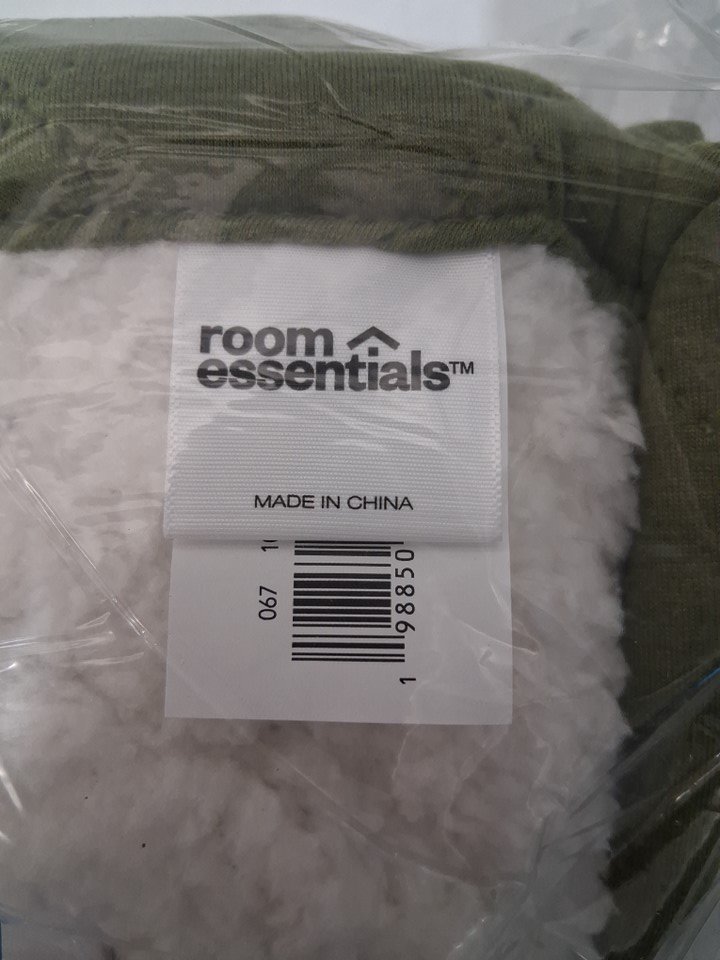 room
essentials™
MADE IN CHINA
067
1 98850